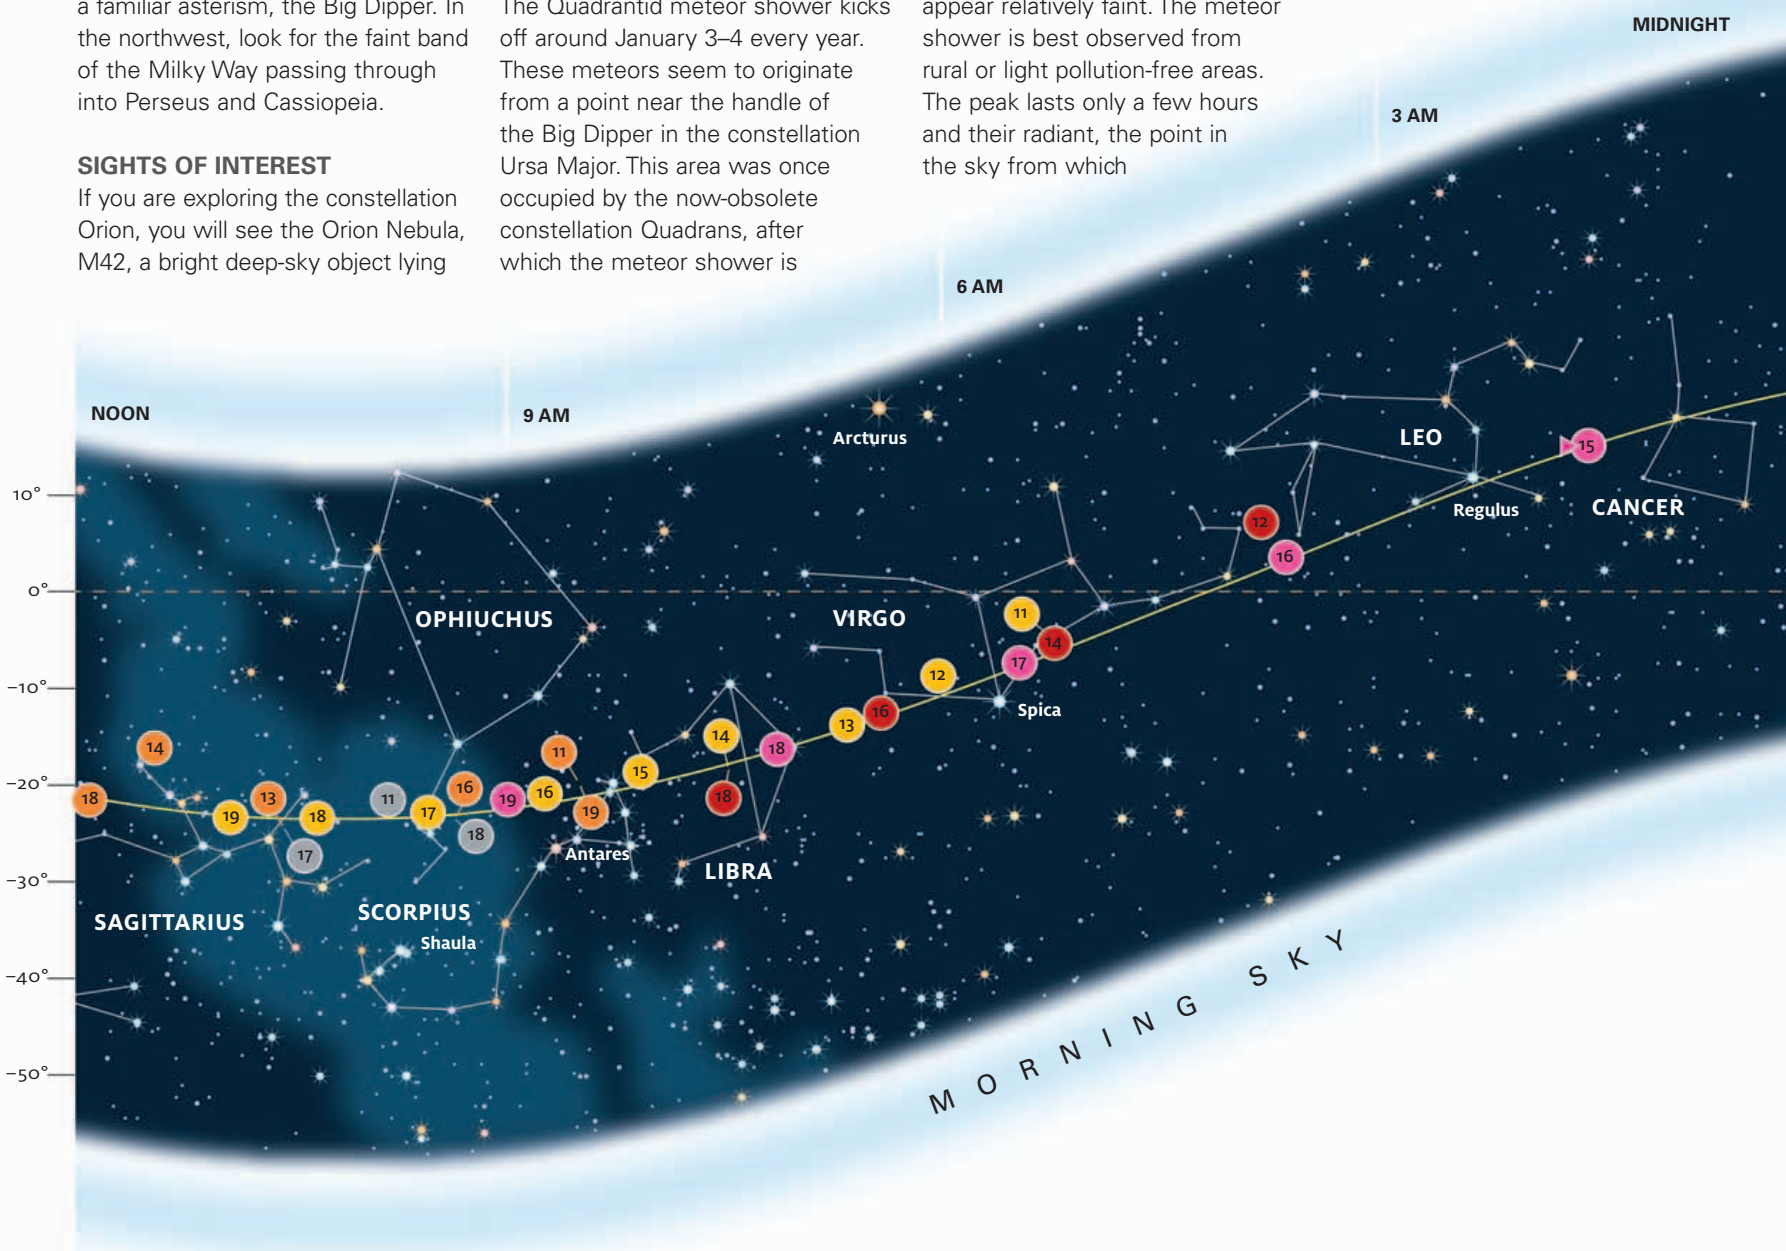 a familiar asterism, the Big Dipper. In
the northwest, look for the faint band
of the Milky Way passing through
into Perseus and Cassiopeia.
SIGHTS OF INTEREST
If you are exploring the constellation
Orion, you will see the Orion Nebula,
M42, a bright deep-sky object lying
The Quadrantid meteor shower kicks
off around January 3–4 every year.
These meteors seem to originate
from a point near the handle of
the Big Dipper in the constellation
Ursa Major. This area was once
occupied by the now-obsolete
constellation Quadrans, after
which the meteor shower is
appear relatively faint. The meteor
shower is best observed from
rural or light pollution-free areas.
The peak lasts only a few hours
and their radiant, the point in
the sky from which
MIDNIGHT
3 AM
6 AM
9 AM
NOON
10°
0°
−10°
−20°
−30°
−40°
−50°
Arcturus
LEO
15
Regulus
CANCER
12
16
OPHIUCHUS
VIRGO
11
14
17
12
Spica
16
13
18
14
18
15
LIBRA
11
19
16
19
Antares
16
18
17
11
18
17
13
19
14
18
SAGITTARIUS
SCORPIUS
Shaula
MORNING SKY